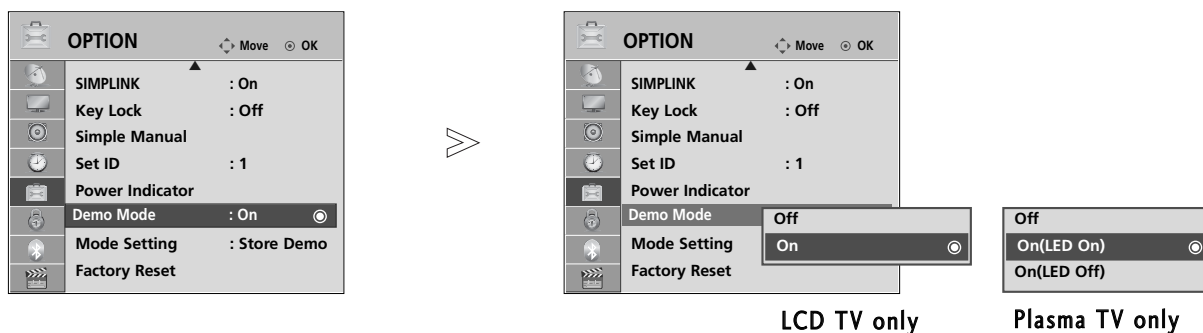 OPTION Move OK
SIMPLINK : On
Key Lock : Off
Simple Manual
Set ID : 1
Power Indicator
Demo Mode : On
Mode Setting : Store Demo
Factory Reset
OPTION Move OK
SIMPLINK : On
Key Lock : Off
Simple Manual
Set ID : 1
Power Indicator
Demo Mode
Mode Setting
Factory Reset
Off
On
LCD TV only
Off
On(LED On)
On(LED Off)
Plasma TV only